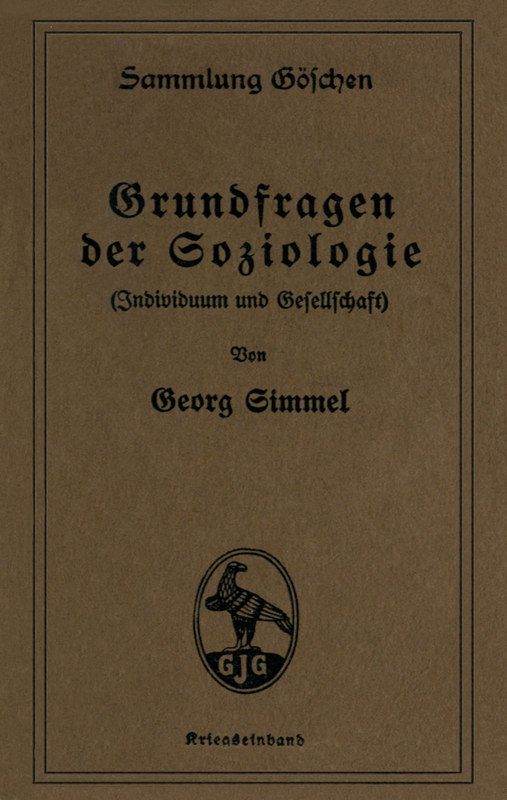 Sammlung Göschen
Grundfragen
der Soziologie
(Individuum und Gesellschaft)
Von
Georg Simmel
GJG
Kriegseinband